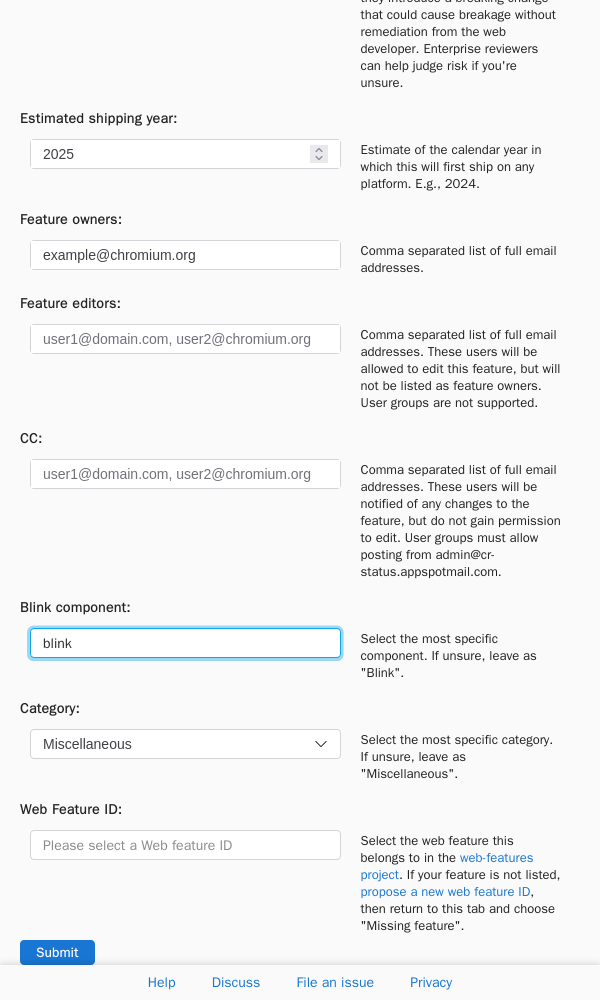 that could cause breakage without
remediation from the web
developer. Enterprise reviewers
can help judge risk if you're
unsure.
Estimated shipping year:
2025
Estimate of the calendar year in
which this will first ship on any
platform. E.g., 2024.
Feature owners:
example@chromium.org
Comma separated list of full email
addresses.
Feature editors:
user1@domain.com, user2@chromium.org
Comma separated list of full email
addresses. These users will be
allowed to edit this feature, but will
not be listed as feature owners.
User groups are not supported.
CC:
user1@domain.com, user2@chromium.org
Comma separated list of full email
addresses. These users will be
notified of any changes to the
feature, but do not gain permission
to edit. User groups must allow
posting from admin@cr-
status.appspotmail.com.
Blink component:
blink
Select the most specific
component. If unsure, leave as
"Blink".
Category:
Miscellaneous
Select the most specific category.
If unsure, leave as
"Miscellaneous".
Web Feature ID:
Please select a Web feature ID
Select the web feature this
belongs to in the web-features
project. If your feature is not listed,
propose a new web feature ID,
then return to this tab and choose
"Missing feature".
Submit
Help
Discuss
File an issue
Privacy